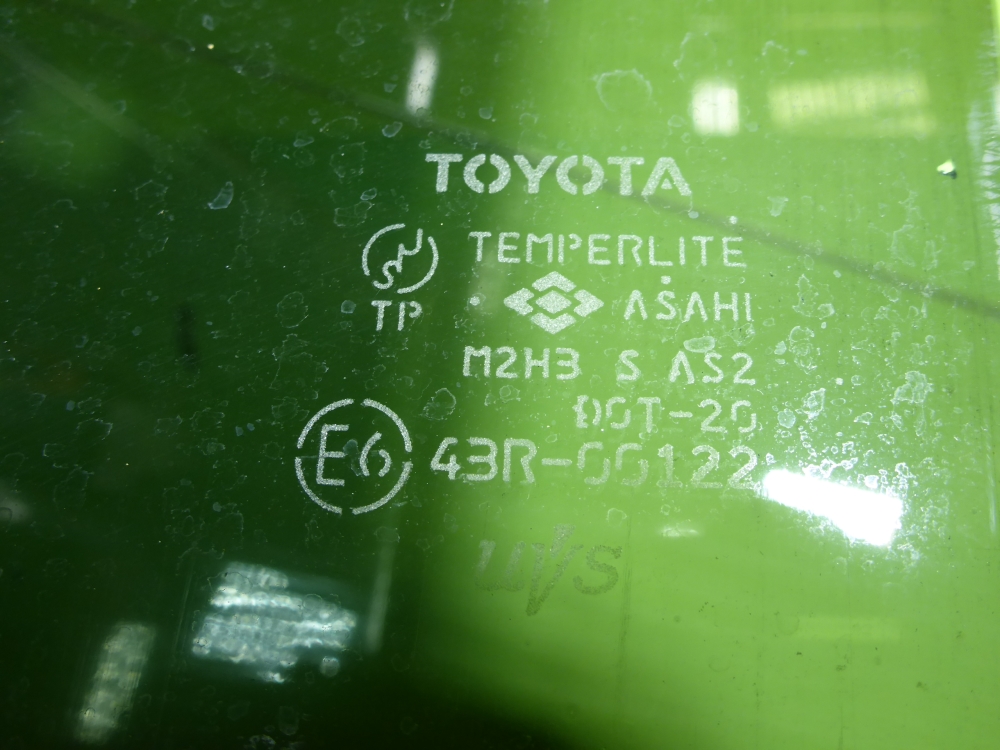 TOYOTA
TEMPERLITE
TP
ASAHI
M2H3 S AS2
DOT-20
E6 43R-00122